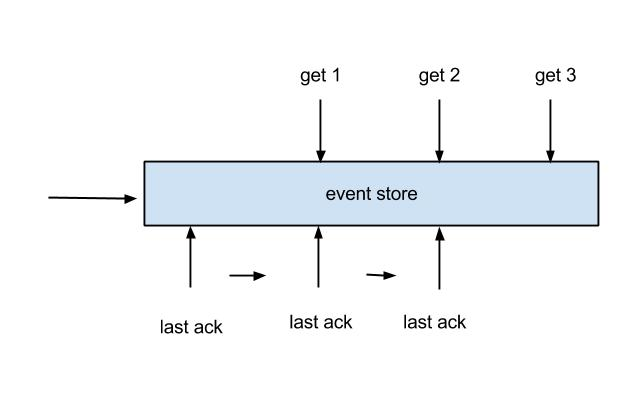 get 1
get 2
get 3
event store
last ack
last ack
last ack